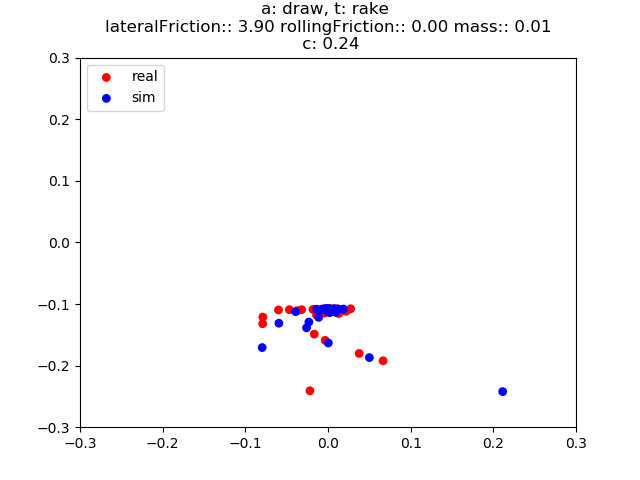 a: draw, t: rake
lateralFriction:: 3.90 rollingFriction:: 0.00 mass:: 0.01
c: 0.24
real
sim
0.3
0.2
0.1
0.0
−0.1
−0.2
−0.3
−0.3 −0.2 −0.1 0.0 0.1 0.2 0.3